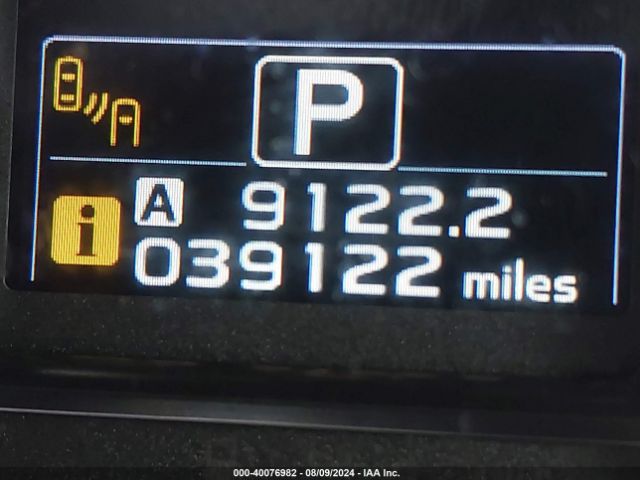 P
i A 9122.2
039122 miles
000-40076982 - 08/09/2024 - IAA Inc.